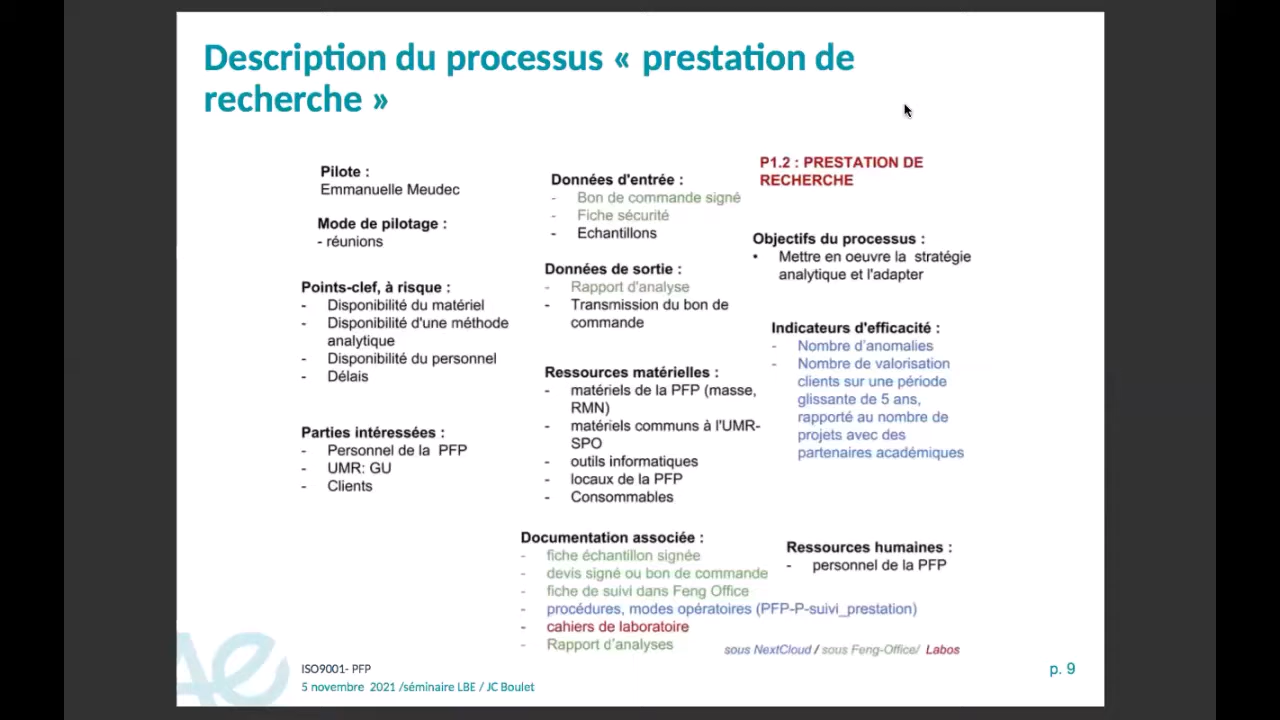 Description du processus « prestation de
recherche »
Pilote :
Emmanuelle Meudec
Mode de pilotage :
- réunions
Points-clef, à risque :
- Disponibilité du matériel
- Disponibilité d'une méthode
analytique
- Disponibilité du personnel
- Délais
Parties intéressées :
- Personnel de la PFP
- UMR: GU
- Clients
Données d'entrée :
- Bon de commande signé
- Fiche sécurité
- Echantillons
Données de sortie :
- Rapport d'analyse
- Transmission du bon de
commande
Ressources matérielles :
- matériels de la PFP (masse,
RMN)
- matériels communs à l'UMR-
SPO
- outils informatiques
- locaux de la PFP
- Consommables
P1.2 : PRESTATION DE
RECHERCHE
Objectifs du processus :
• Mettre en oeuvre la stratégie
analytique et l'adapter
Indicateurs d'efficacité :
- Nombre d'anomalies
- Nombre de valorisation
clients sur une période
glissante de 5 ans,
rapporté au nombre de
projets avec des
partenaires académiques
Documentation associée :
- fiche échantillon signée
- devis signé ou bon de commande
- fiche de suivi dans Feng Office
- procédures, modes opératoires (PFP-P-suivi_prestation)
- cahiers de laboratoire
- Rapport d'analyses
Ressources humaines :
- personnel de la PFP
sous NextCloud / sous Feng-Office/ Labos
ISO9001- PFP
5 novembre 2021 /séminaire LBE / JC Boulet
p. 9